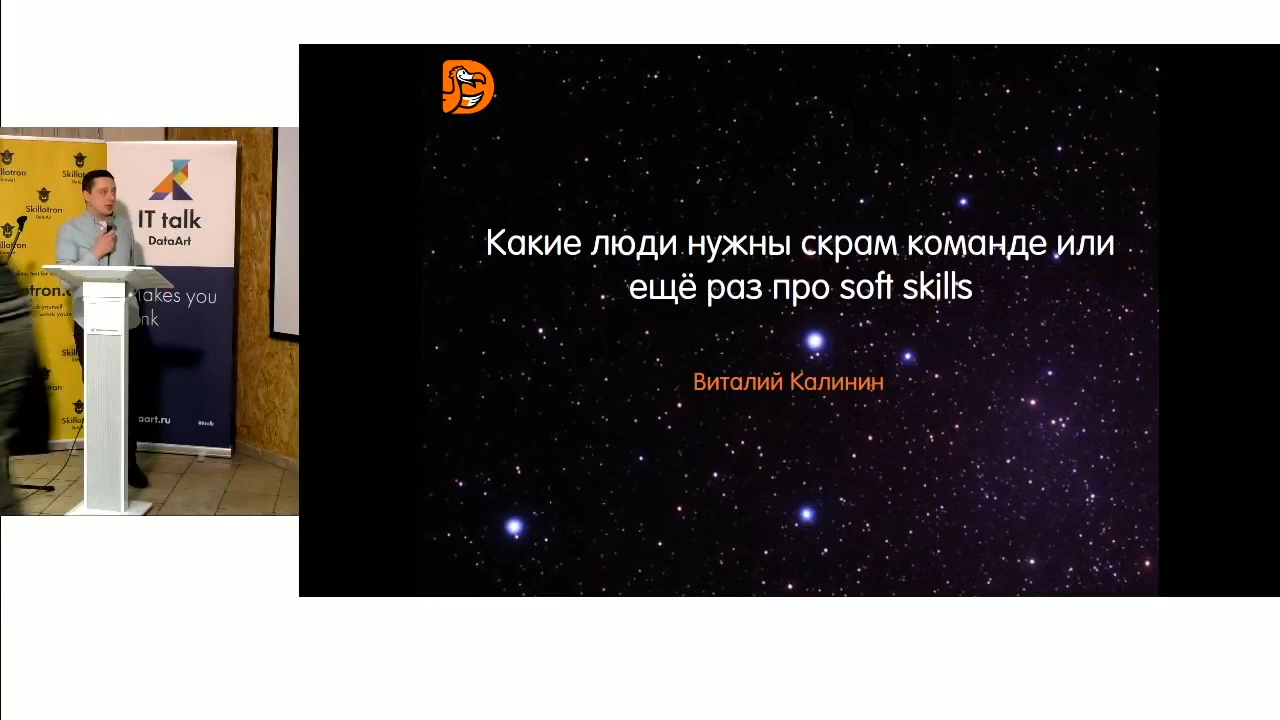 Какие люди нужны скрам команде или
ещё раз про soft skills
Виталий Калинин
Skillotron
DataArt
IT talk
DataArt
akes you